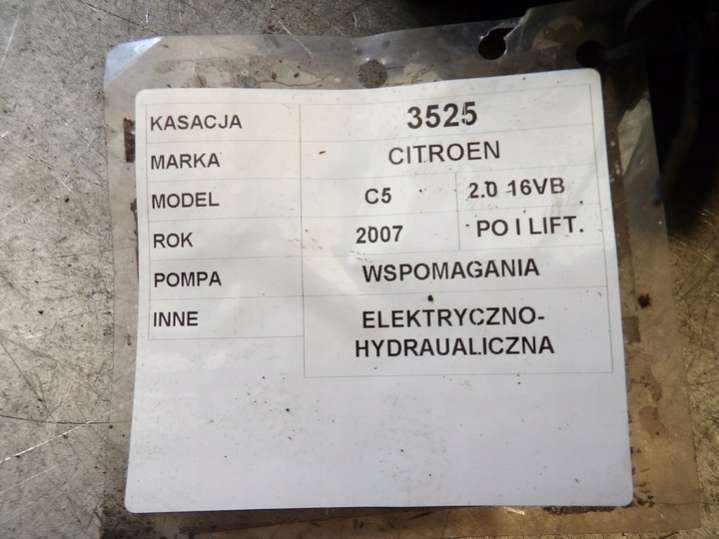 KASACJA 3525
MARKA CITROEN
MODEL C5 2.0 16VB
ROK 2007 PO I LIFT.
POMPA WSPOMAGANIA
INNE ELEKTRYCZNO-
HYDRAUALICZNA